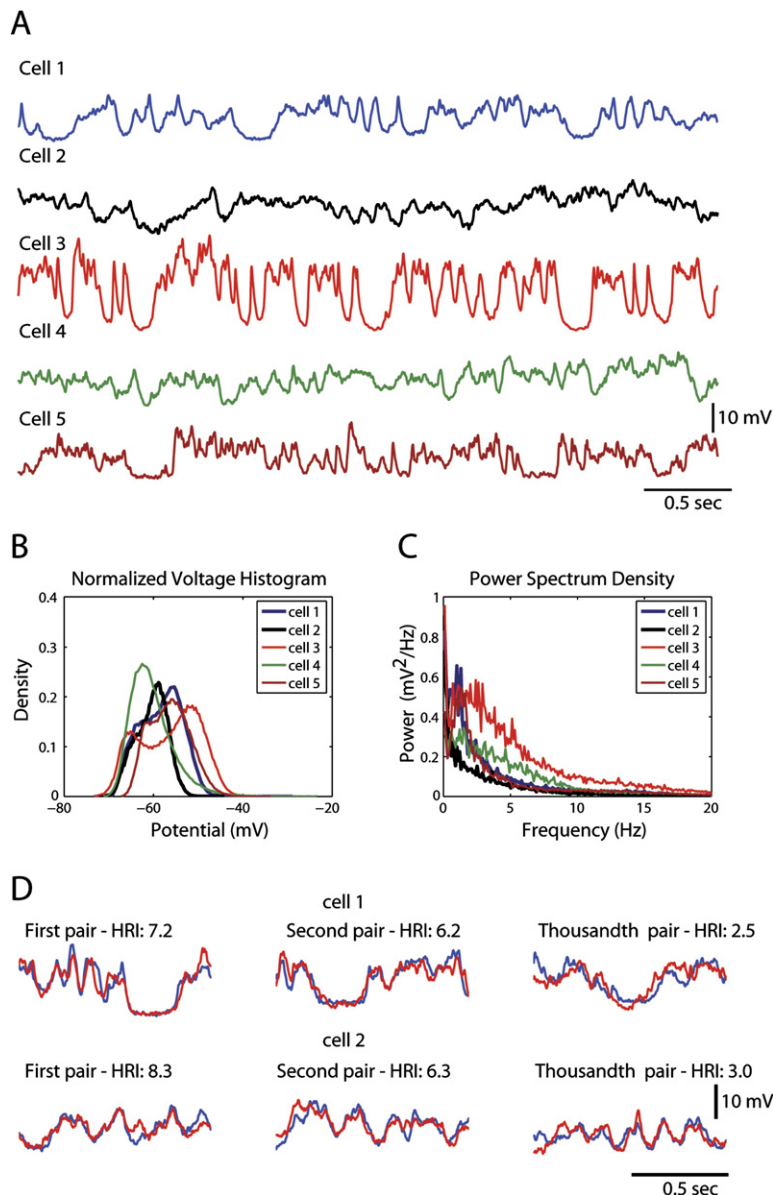 A
Cell 1
Cell 2
Cell 3
Cell 4
Cell 5
10 mV
0.5 sec
B
Normalized Voltage Histogram
0.4
0.3
0.2
0.1
0
Density
−80
−60
−40
−20
Potential (mV)
cell 1
cell 2
cell 3
cell 4
cell 5
C
Power Spectrum Density
1
0.8
0.6
0.4
0.2
0
Power (mV²/Hz)
0
5
10
15
20
Frequency (Hz)
cell 1
cell 2
cell 3
cell 4
cell 5
D
cell 1
First pair - HRI: 7.2
Second pair - HRI: 6.2
Thousandth pair - HRI: 2.5
cell 2
First pair - HRI: 8.3
Second pair - HRI: 6.3
Thousandth pair - HRI: 3.0
10 mV
0.5 sec